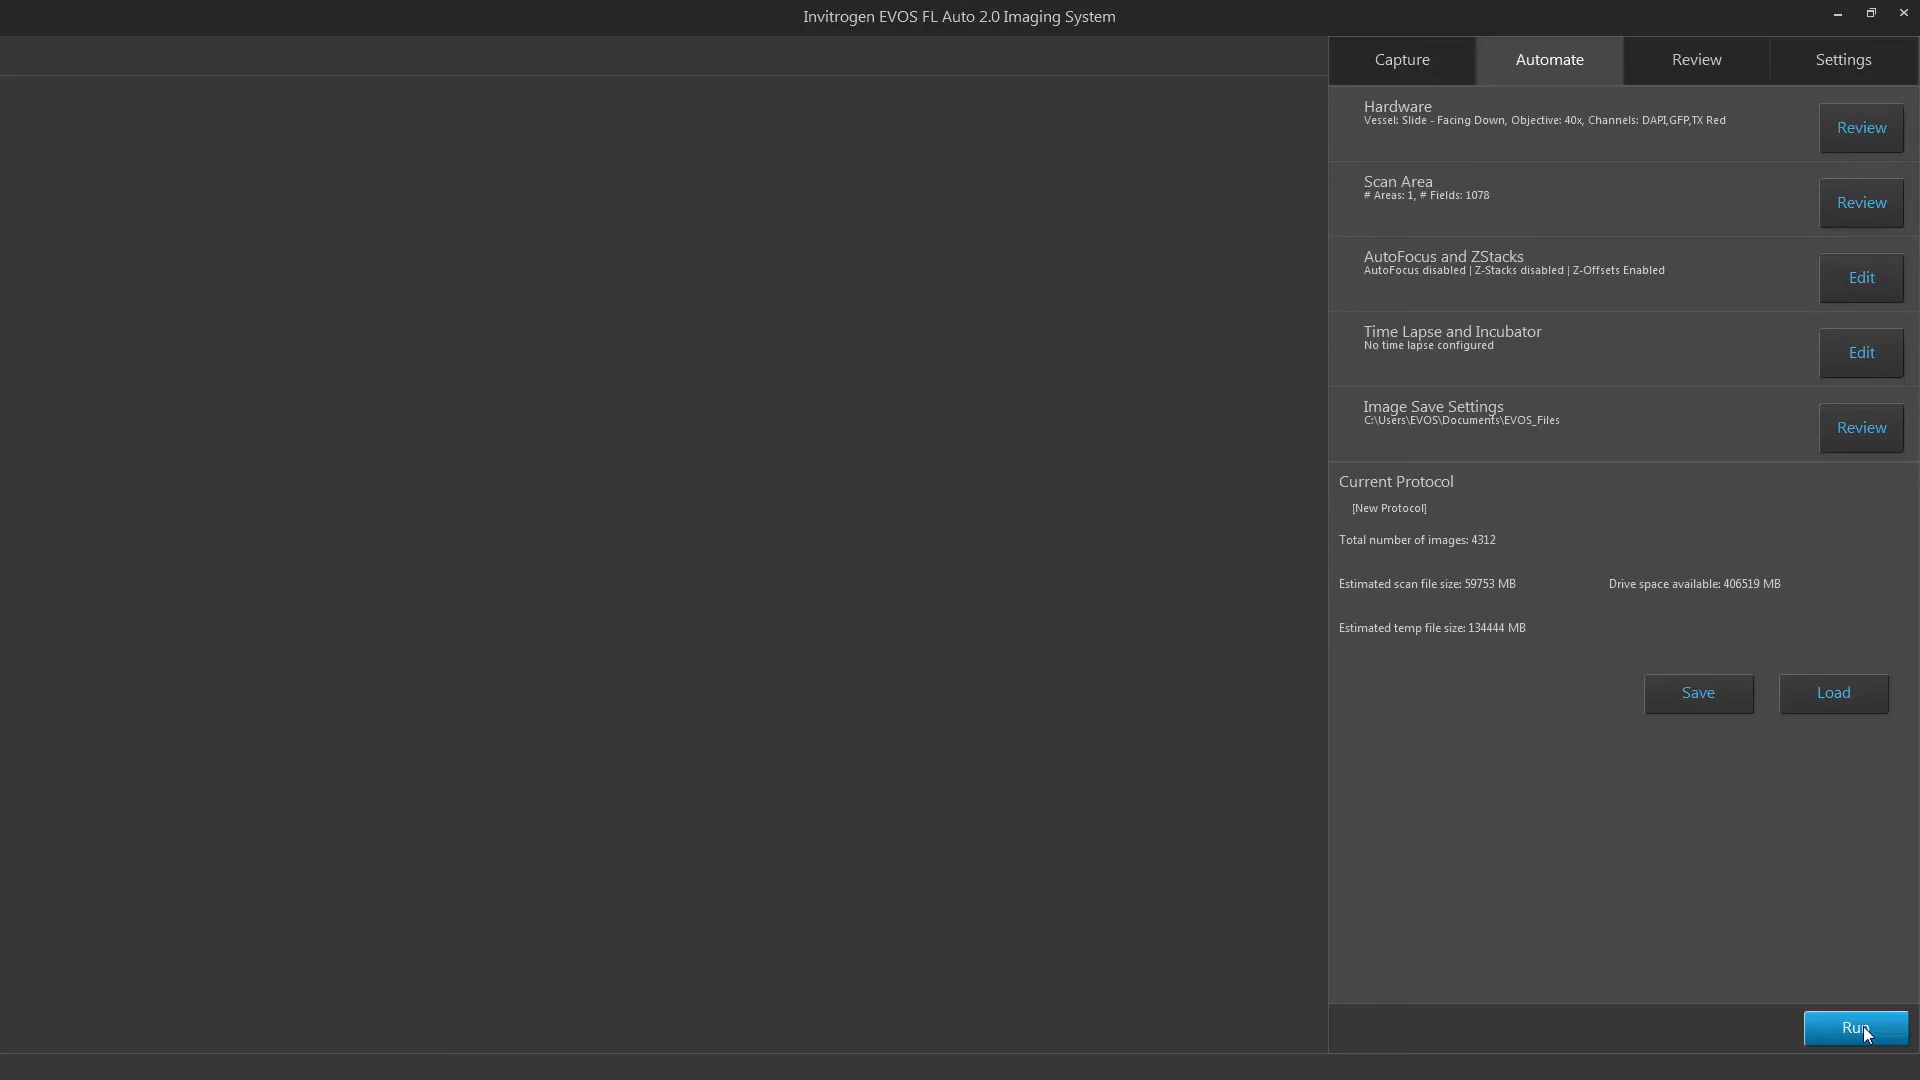 Invitrogen EVOS FL Auto 2.0 Imaging System
Capture
Automate
Review
Settings
Hardware
Vessel: Slide - Facing Down, Objective: 40x, Channels: DAPI,GFP,TX Red
Review
Scan Area
# Areas: 1, # Fields: 1078
Review
AutoFocus and ZStacks
AutoFocus disabled | Z-Stacks disabled | Z-Offsets Enabled
Edit
Time Lapse and Incubator
No time lapse configured
Edit
Image Save Settings
C:\Users\EVOS\Documents\EVOS_Files
Review
Current Protocol
[New Protocol]
Total number of images: 4312
Estimated scan file size: 59753 MB
Drive space available: 406519 MB
Estimated temp file size: 134444 MB
Save
Load
Run